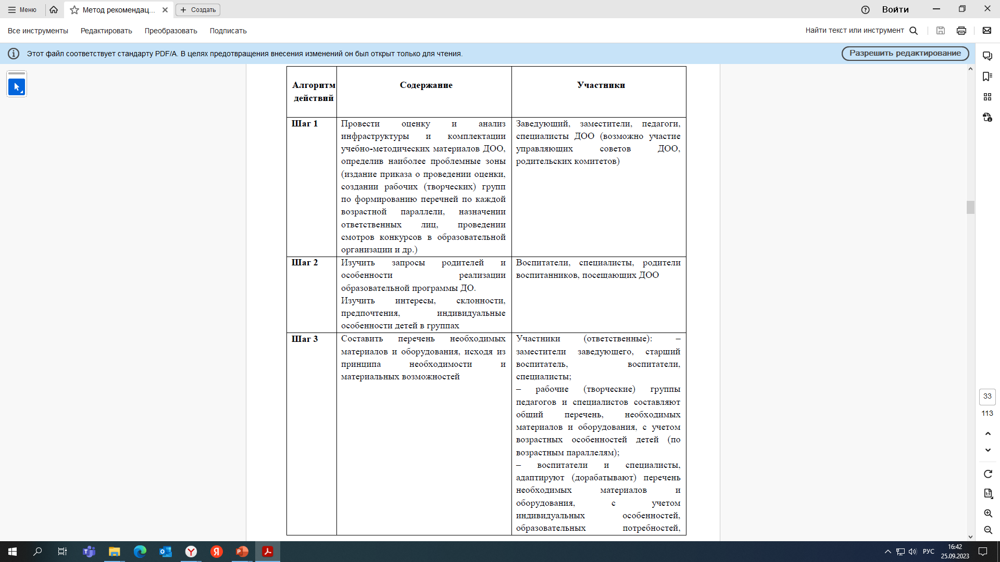 Меню
Метод рекомендац...
Создать
Войти
Все инструменты
Редактировать
Преобразовать
Подписать
Найти текст или инструмент
Этот файл соответствует стандарту PDF/A. В целях предотвращения внесения изменений он был открыт только для чтения.
Разрешить редактирование
Алгоритм
действий
Содержание
Участники
Шаг 1
Провести оценку и анализ
инфраструктуры и комплектации
учебно-методических материалов ДОО,
определив наиболее проблемные зоны
(издание приказа о проведении оценки,
создании рабочих (творческих) групп
по формированию перечней по каждой
возрастной параллели, назначении
ответственных лиц, проведении
смотров конкурсов в образовательной
организации и др.)
Заведующий, заместители, педагоги,
специалисты ДОО (возможно участие
управляющих советов ДОО,
родительских комитетов)
Шаг 2
Изучить запросы родителей и
особенности реализации
образовательной программы ДО.
Изучить интересы, склонности,
предпочтения, индивидуальные
особенности детей в группах
Воспитатели, специалисты, родители
воспитанников, посещающих ДОО
Шаг 3
Составить перечень необходимых
материалов и оборудования, исходя из
принципа необходимости и
материальных возможностей
Участники (ответственные): –
заместители заведующего, старший
воспитатель, воспитатели,
специалисты;
– рабочие (творческие) группы
педагогов и специалистов составляют
общий перечень, необходимых
материалов и оборудования, с учетом
возрастных особенностей детей (по
возрастным параллелям);
– воспитатели и специалисты,
адаптируют (дорабатывают) перечень
необходимых материалов и
оборудования, с учетом
индивидуальных особенностей,
образовательных потребностей,
33
113
1:1
РУС
16:42
25.09.2023